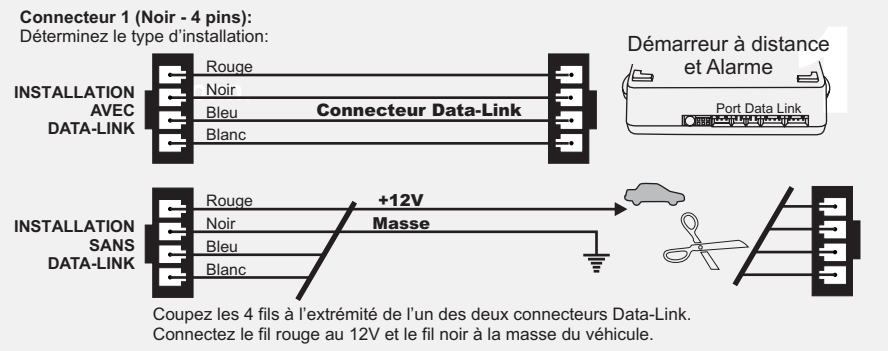 Connecteur 1 (Noir - 4 pins):
Déterminez le type d'installation:
INSTALLATION
AVEC
DATA-LINK
Rouge
Noir
Bleu
Blanc
Connecteur Data-Link
Démarreur à distance
et Alarme
1
Port Data Link
INSTALLATION
SANS
DATA-LINK
Rouge
Noir
Bleu
Blanc
+12V
Masse
Coupez les 4 fils à l'extrémité de l'un des deux connecteurs Data-Link.
Connectez le fil rouge au 12V et le fil noir à la masse du véhicule.